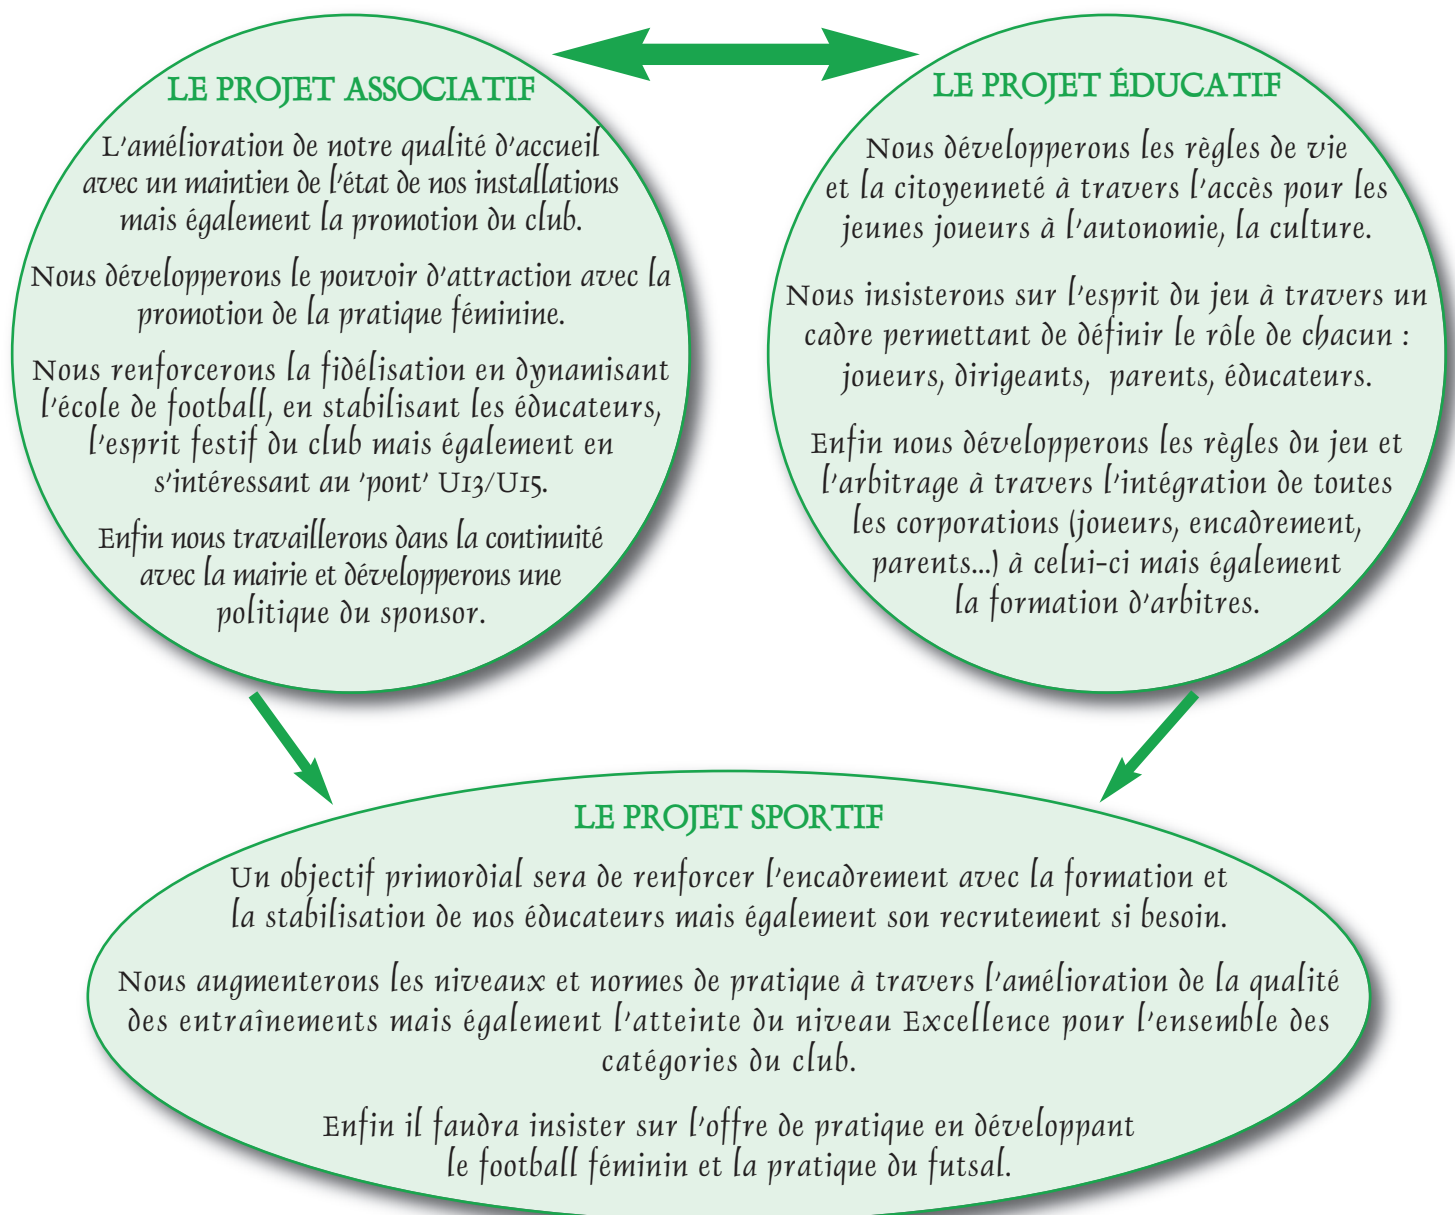 LE PROJET ASSOCIATIF
L'amélioration de notre qualité d'accueil
avec un maintien de l'état de nos installations
mais également la promotion du club.
Nous développerons le pouvoir d'attraction avec la
promotion de la pratique féminine.
Nous renforcerons la fidélisation en dynamisant
l'école de football, en stabilisant les éducateurs,
l'esprit festif du club mais également en
s'intéressant au 'pont' U13/U15.
Enfin nous travaillerons dans la continuité
avec la mairie et développerons une
politique du sponsor.
LE PROJET ÉDUCATIF
Nous développerons les règles de vie
et la citoyenneté à travers l'accès pour les
jeunes joueurs à l'autonomie, la culture.
Nous insisterons sur l'esprit du jeu à travers un
cadre permettant de définir le rôle de chacun :
joueurs, dirigeants, parents, éducateurs.
Enfin nous développerons les règles du jeu et
l'arbitrage à travers l'intégration de toutes
les corporations (joueurs, encadrement,
parents...) à celui-ci mais également
la formation d'arbitres.
LE PROJET SPORTIF
Un objectif primordial sera de renforcer l'encadrement avec la formation et
la stabilisation de nos éducateurs mais également son recrutement si besoin.
Nous augmenterons les niveaux et normes de pratique à travers l'amélioration de la qualité
des entraînements mais également l'atteinte du niveau Excellence pour l'ensemble des
catégories du club.
Enfin il faudra insister sur l'offre de pratique en développant
le football féminin et la pratique du futsal.